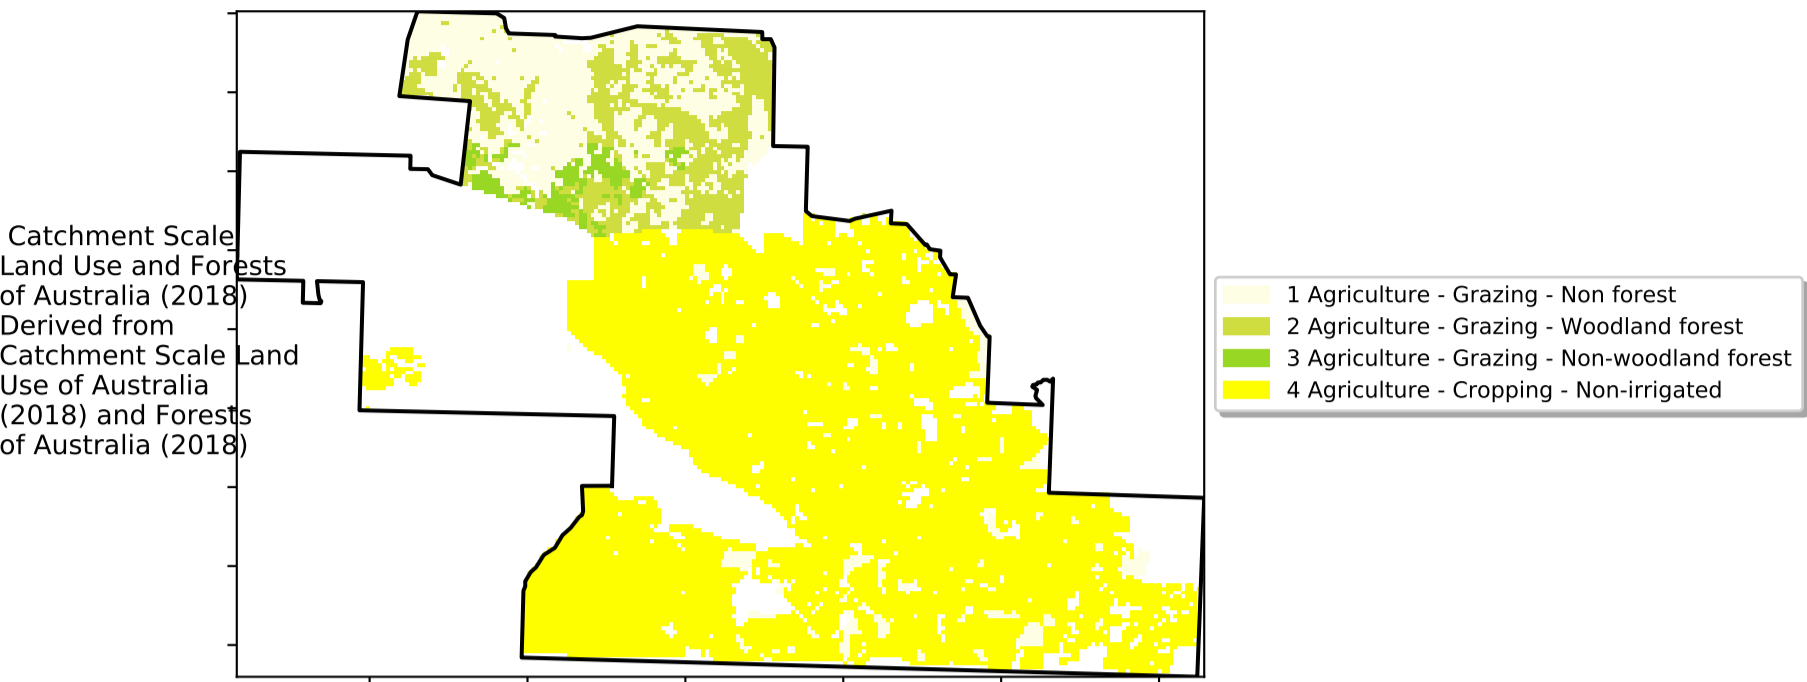 Catchment Scale
Land Use and Forests
of Australia (2018)
Derived from
Catchment Scale Land
Use of Australia
(2018) and Forests
of Australia (2018)
1 Agriculture - Grazing - Non forest
2 Agriculture - Grazing - Woodland forest
3 Agriculture - Grazing - Non-woodland forest
4 Agriculture - Cropping - Non-irrigated